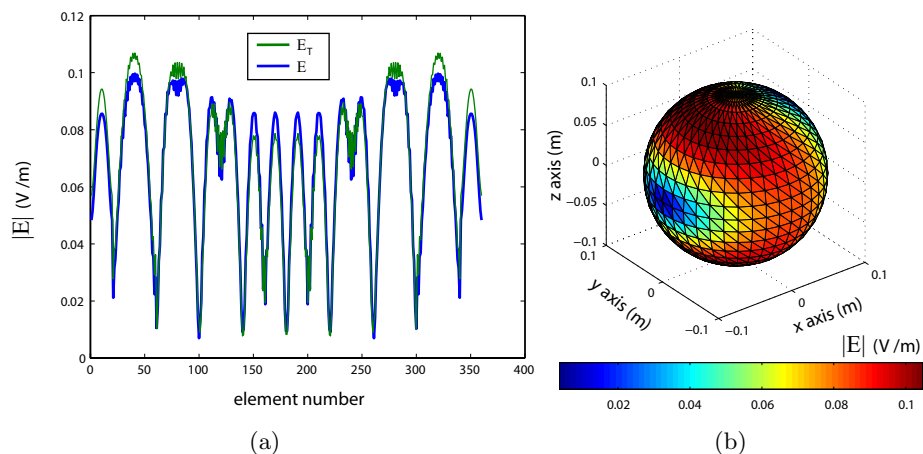 0.12
0.1
0.08
0.06
0.04
0.02
0
|E| (V/m)
E_T
E
0 50 100 150 200 250 300 350 400
element number
(a)
0.1
0.05
0
−0.05
−0.1
z axis (m)
0.1
0
−0.1
y axis (m)
−0.1
0
0.1
x axis (m)
|E| (V /m)
0.02 0.04 0.06 0.08 0.1
(b)